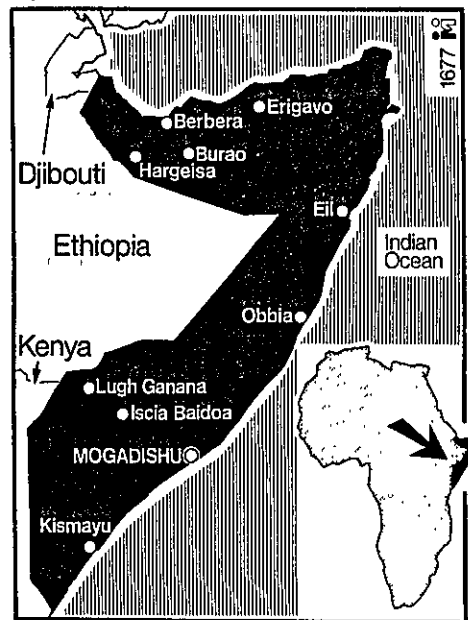 1677
Erigavo
Berbera
Burao
Hargeisa
Djibouti
Eil
Ethiopia
Indian
Ocean
Obbia
Kenya
Lugh Ganana
Iscia Baidoa
MOGADISHU
Kismayu